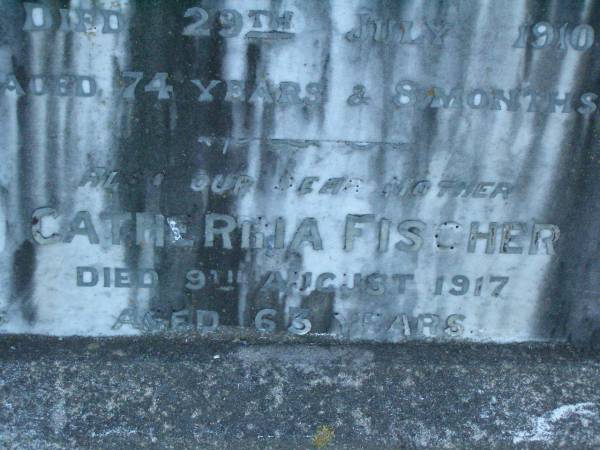 DIED 29TH JULY 1910
AGED 74 YEARS & 8 MONTHS
ALSO OUR DEAR MOTHER
CATHERINA FISCHER
DIED 9TH AUGUST 1917
AGED 63 YEARS